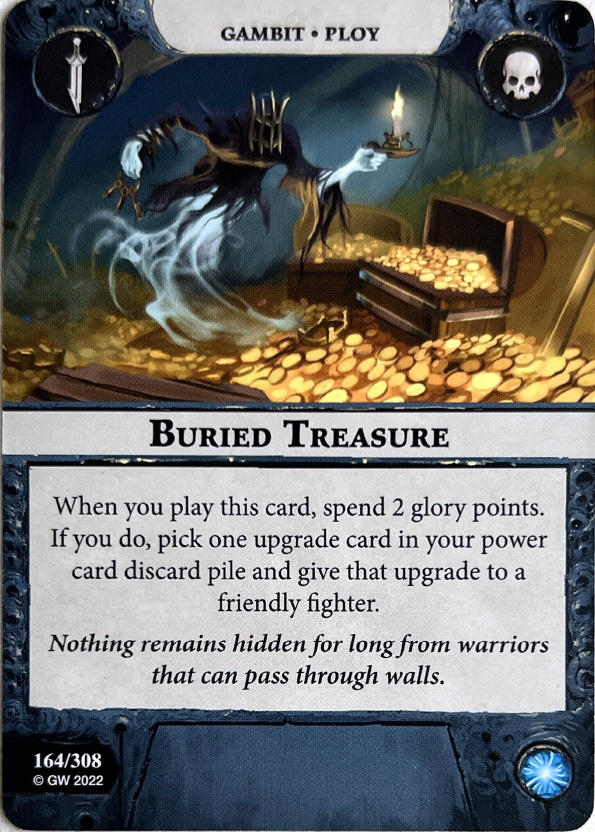 GAMBIT • PLOY
BURIED TREASURE
When you play this card, spend 2 glory points.
If you do, pick one upgrade card in your power
card discard pile and give that upgrade to a
friendly fighter.
Nothing remains hidden for long from warriors
that can pass through walls.
164/308
© GW 2022